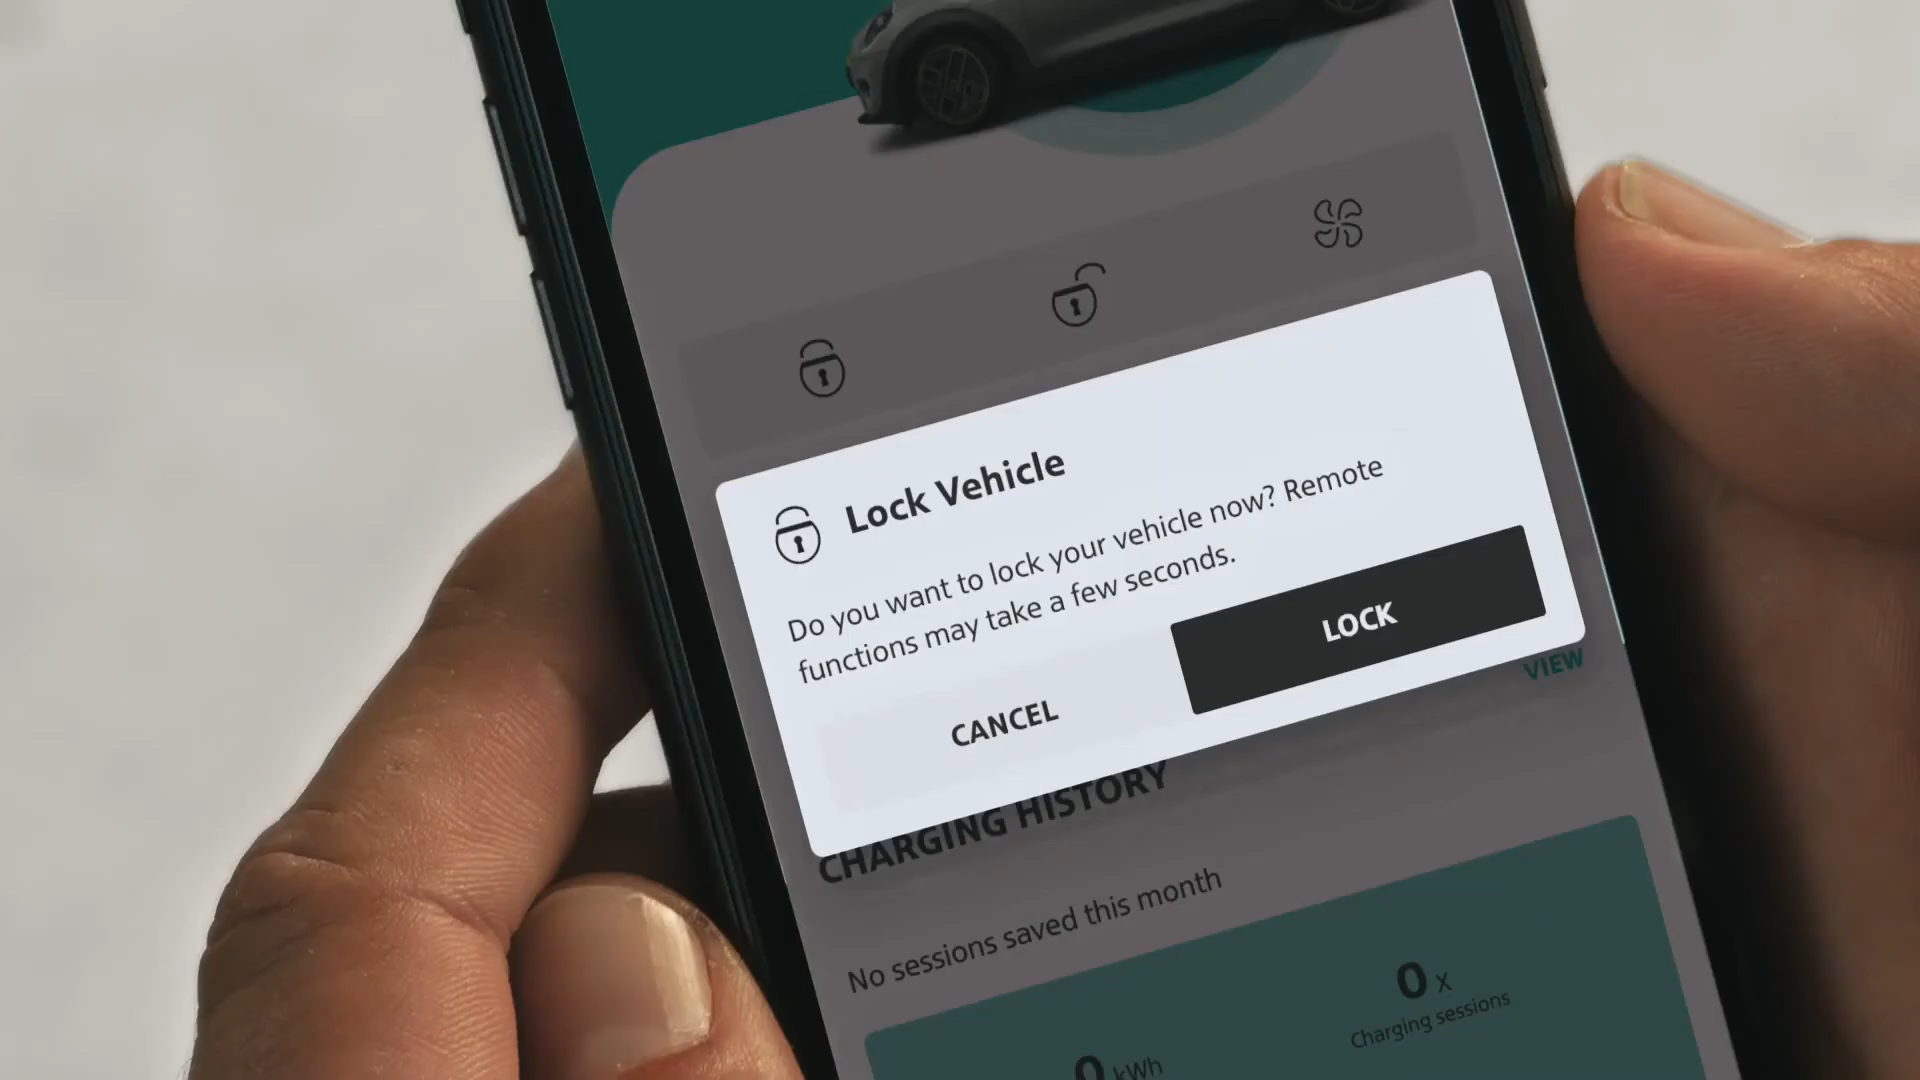 Lock Vehicle
Do you want to lock your vehicle now? Remote
functions may take a few seconds.
CANCEL
LOCK
VIEW
CHARGING HISTORY
No sessions saved this month
0 kWh
0 X
Charging sessions